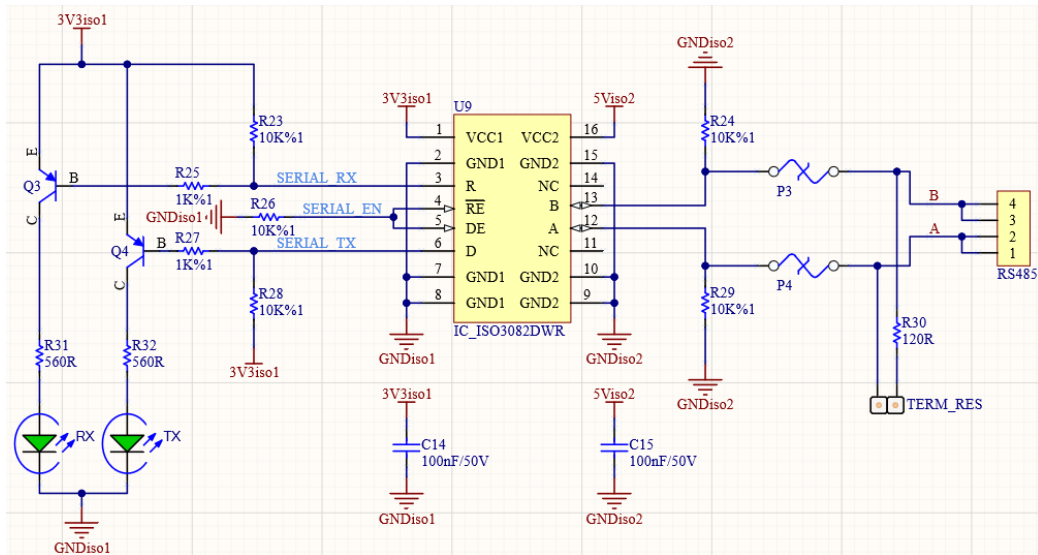 3V3iso1
E
Q3
B
C
E
Q4
B
C
R25
1K%1
R23
10K%1
SERIAL_RX
GNDiso1
R26
10K%1
SERIAL_EN
R27
1K%1
SERIAL_TX
R28
10K%1
3V3iso1
R31
560R
R32
560R
RX
TX
GNDiso1
3V3iso1
U9
5Viso2
1 VCC1 VCC2 16
2 GND1 GND2 15
3 R NC 14
4 RE B 13
5 DE A 12
6 D NC 11
7 GND1 GND2 10
8 GND1 GND2 9
IC_ISO3082DWR
GNDiso1
GNDiso2
3V3iso1
C14
100nF/50V
GNDiso1
5Viso2
C15
100nF/50V
GNDiso2
GNDiso2
R24
10K%1
P3
P4
R29
10K%1
GNDiso2
B
A
4
3
2
1
RS485
R30
120R
TERM_RES